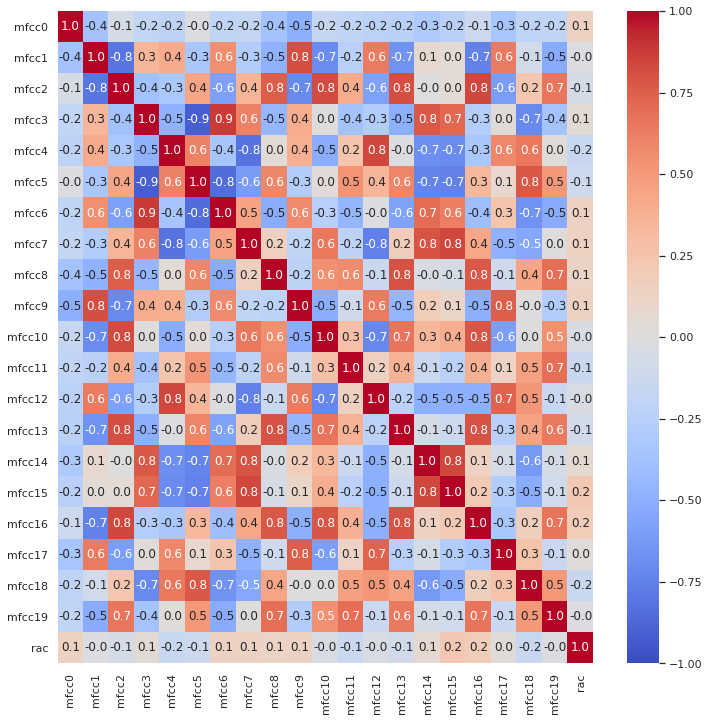 mfcc0 1.0 -0.4 -0.1 -0.2 -0.2 -0.0 -0.2 -0.2 -0.4 -0.5 -0.2 -0.2 -0.2 -0.2 -0.3 -0.2 -0.1 -0.3 -0.2 -0.2 0.1
mfcc1 -0.4 1.0 -0.8 0.3 0.4 -0.3 0.6 -0.3 -0.5 0.8 -0.7 -0.2 0.6 -0.7 0.1 0.0 -0.7 0.6 -0.1 -0.5 -0.0
mfcc2 -0.1 -0.8 1.0 -0.4 -0.3 0.4 -0.6 0.4 0.8 -0.7 0.8 0.4 -0.6 0.8 -0.0 0.0 0.8 -0.6 0.2 0.7 -0.1
mfcc3 -0.2 0.3 -0.4 1.0 -0.5 -0.9 0.9 0.6 -0.5 0.4 0.0 -0.4 -0.3 -0.5 0.8 0.7 -0.3 0.0 -0.7 -0.4 0.1
mfcc4 -0.2 0.4 -0.3 -0.5 1.0 0.6 -0.4 -0.8 0.0 0.4 -0.5 0.2 0.8 -0.0 -0.7 -0.7 -0.3 0.6 0.6 0.0 -0.2
mfcc5 -0.0 -0.3 0.4 -0.9 0.6 1.0 -0.8 -0.6 0.6 -0.3 0.0 0.5 0.4 0.6 -0.7 -0.7 0.3 0.1 0.8 0.5 -0.1
mfcc6 -0.2 0.6 -0.6 0.9 -0.4 -0.8 1.0 0.5 -0.5 0.6 -0.3 -0.5 -0.0 -0.6 0.7 0.6 -0.4 0.3 -0.7 -0.5 0.1
mfcc7 -0.2 -0.3 0.4 0.6 -0.8 -0.6 0.5 1.0 0.2 -0.2 0.6 -0.2 -0.8 0.2 0.8 0.8 0.4 -0.5 -0.5 0.0 0.1
mfcc8 -0.4 -0.5 0.8 -0.5 0.0 0.6 -0.5 0.2 1.0 -0.2 0.6 0.6 -0.1 0.8 -0.0 -0.1 0.8 -0.1 0.4 0.7 0.1
mfcc9 -0.5 0.8 -0.7 0.4 0.4 -0.3 0.6 -0.2 -0.2 1.0 -0.5 -0.1 0.6 -0.5 0.2 0.1 -0.5 0.8 -0.0 -0.3 0.1
mfcc10 -0.2 -0.7 0.8 0.0 -0.5 0.0 -0.3 0.6 0.6 -0.5 1.0 0.3 -0.7 0.7 0.3 0.4 0.8 -0.6 0.0 0.5 -0.0
mfcc11 -0.2 -0.2 0.4 -0.4 0.2 0.5 -0.5 -0.2 0.6 -0.1 0.3 1.0 0.2 0.4 -0.1 -0.2 0.4 0.1 0.5 0.7 -0.1
mfcc12 -0.2 0.6 -0.6 -0.3 0.8 0.4 -0.0 -0.8 -0.1 0.6 -0.7 0.2 1.0 -0.2 -0.5 -0.5 -0.5 0.7 0.5 -0.1 -0.0
mfcc13 -0.2 -0.7 0.8 -0.5 -0.0 0.6 -0.6 0.2 0.8 -0.5 0.7 0.4 -0.2 1.0 -0.1 -0.1 0.8 -0.3 0.4 0.6 -0.1
mfcc14 -0.3 0.1 -0.0 0.8 -0.7 -0.7 0.7 0.8 -0.0 0.2 0.3 -0.1 -0.5 -0.1 1.0 0.8 0.1 -0.1 -0.6 -0.1 0.1
mfcc15 -0.2 0.0 0.0 0.7 -0.7 -0.7 0.6 0.8 -0.1 0.1 0.4 -0.2 -0.5 -0.1 0.8 1.0 0.2 -0.3 -0.5 -0.1 0.2
mfcc16 -0.1 -0.7 0.8 -0.3 -0.3 0.3 -0.4 0.4 0.8 -0.5 0.8 0.4 -0.5 0.8 0.1 0.2 1.0 -0.3 0.2 0.7 0.2
mfcc17 -0.3 0.6 -0.6 0.0 0.6 0.1 0.3 -0.5 -0.1 0.8 -0.6 0.1 0.7 -0.3 -0.1 -0.3 -0.3 1.0 0.3 -0.1 0.0
mfcc18 -0.2 -0.1 0.2 -0.7 0.6 0.8 -0.7 -0.5 0.4 -0.0 0.0 0.5 0.5 0.4 -0.6 -0.5 0.2 0.3 1.0 0.5 -0.2
mfcc19 -0.2 -0.5 0.7 -0.4 0.0 0.5 -0.5 0.0 0.7 -0.3 0.5 0.7 -0.1 0.6 -0.1 -0.1 0.7 -0.1 0.5 1.0 -0.0
rac 0.1 -0.0 -0.1 0.1 -0.2 -0.1 0.1 0.1 0.1 0.1 -0.0 -0.1 -0.0 -0.1 0.1 0.2 0.2 0.0 -0.2 -0.0 1.0
mfcc0 mfcc1 mfcc2 mfcc3 mfcc4 mfcc5 mfcc6 mfcc7 mfcc8 mfcc9 mfcc10 mfcc11 mfcc12 mfcc13 mfcc14 mfcc15 mfcc16 mfcc17 mfcc18 mfcc19 rac
1.00
0.75
0.50
0.25
0.00
−0.25
−0.50
−0.75
−1.00